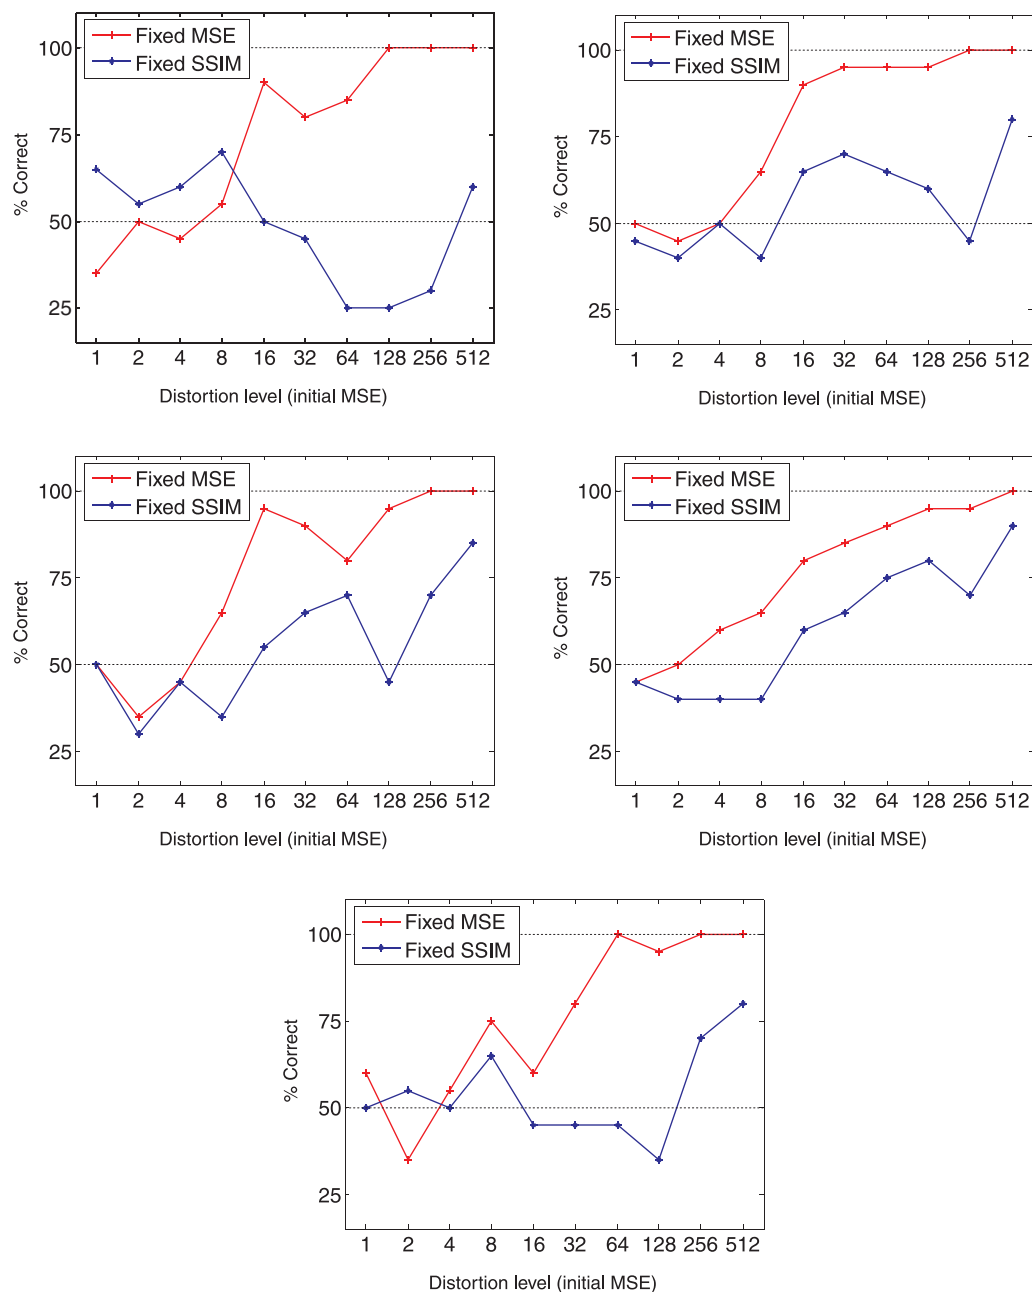 Fixed MSE
Fixed SSIM
100
75
50
25
% Correct
1 2 4 8 16 32 64 128 256 512
Distortion level (initial MSE)
Fixed MSE
Fixed SSIM
100
75
50
25
% Correct
1 2 4 8 16 32 64 128 256 512
Distortion level (initial MSE)
Fixed MSE
Fixed SSIM
100
75
50
25
% Correct
1 2 4 8 16 32 64 128 256 512
Distortion level (initial MSE)
Fixed MSE
Fixed SSIM
100
75
50
25
% Correct
1 2 4 8 16 32 64 128 256 512
Distortion level (initial MSE)
Fixed MSE
Fixed SSIM
100
75
50
25
% Correct
1 2 4 8 16 32 64 128 256 512
Distortion level (initial MSE)